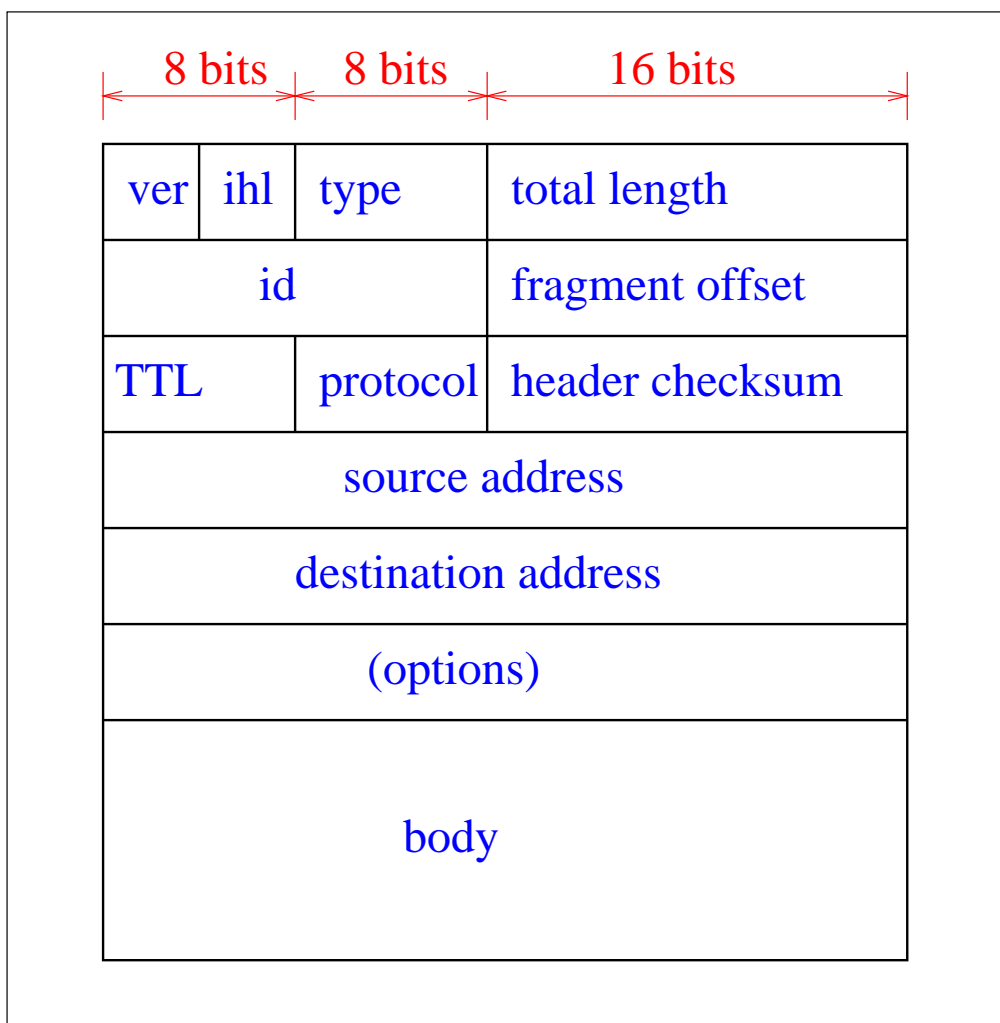 8 bits 8 bits 16 bits
ver ihl type total length
id fragment offset
TTL protocol header checksum
source address
destination address
(options)
body